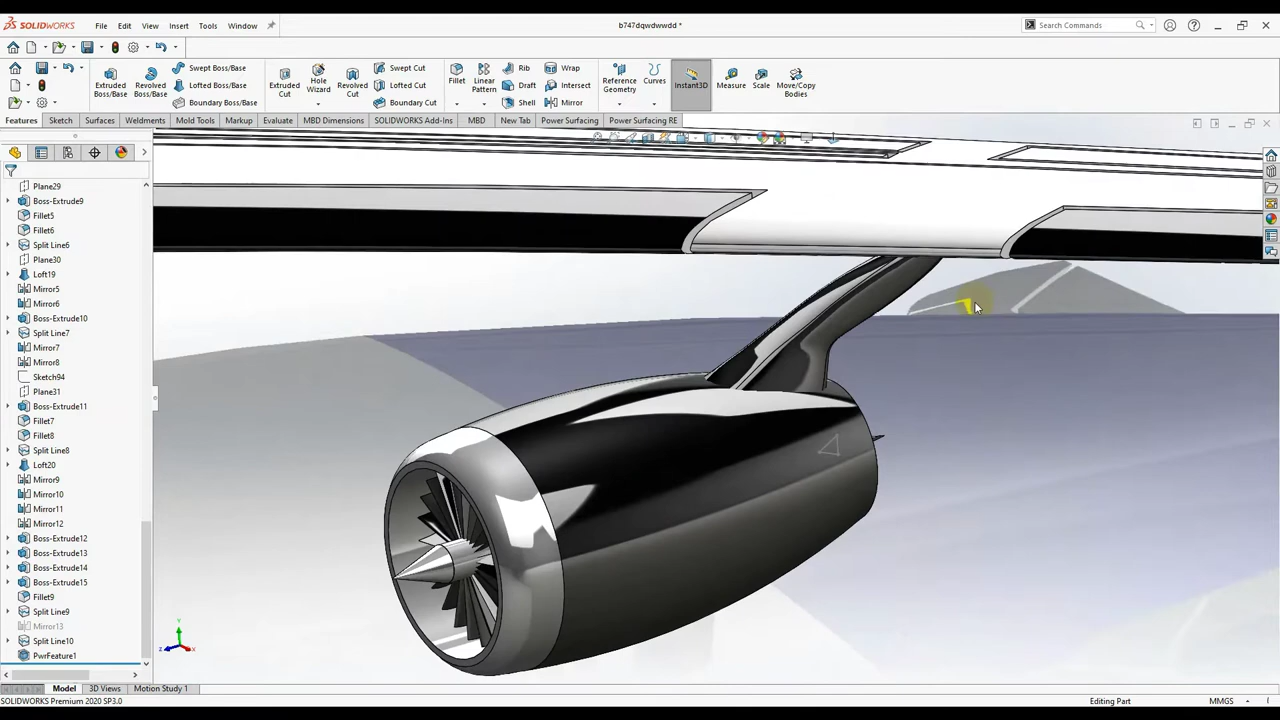 SOLIDWORKS File Edit View Insert Tools Window b747dqwdwwdd * Search Commands
Extruded Boss/Base
Revolved Boss/Base
Swept Boss/Base
Lofted Boss/Base
Boundary Boss/Base
Extruded Cut
Hole Wizard
Revolved Cut
Swept Cut
Lofted Cut
Boundary Cut
Fillet
Linear Pattern
Rib
Draft
Shell
Wrap
Intersect
Mirror
Reference Geometry
Curves
Instant3D
Measure
Scale
Move/Copy Bodies
Features Sketch Surfaces Weldments Mold Tools Markup Evaluate MBD Dimensions SOLIDWORKS Add-Ins MBD New Tab Power Surfacing Power Surfacing RE
Plane29
Boss-Extrude9
Fillet5
Fillet6
Split Line6
Plane30
Loft19
Mirror5
Mirror6
Boss-Extrude10
Split Line7
Mirror7
Mirror8
Sketch94
Plane31
Boss-Extrude11
Fillet7
Fillet8
Split Line8
Loft20
Mirror9
Mirror10
Mirror11
Mirror12
Boss-Extrude12
Boss-Extrude13
Boss-Extrude14
Boss-Extrude15
Fillet9
Split Line9
Mirror13
Split Line10
PwrFeature1
Y
Z
X
Model 3D Views Motion Study 1
SOLIDWORKS Premium 2020 SP3.0 Editing Part MMGS